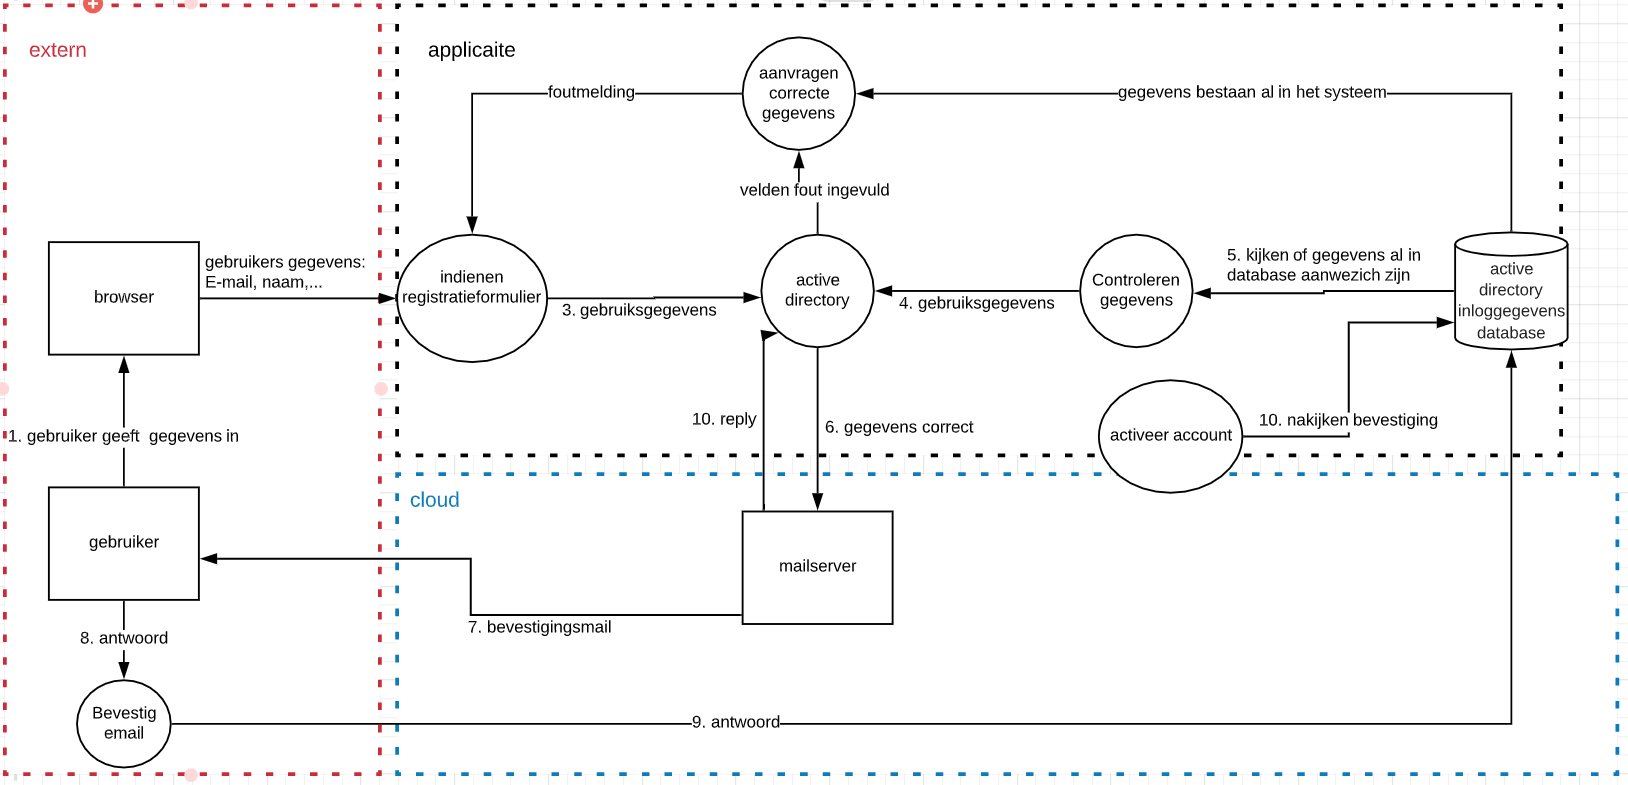 extern
applicaite
aanvragen
correcte
gegevens
foutmelding
gegevens bestaan al in het systeem
velden fout ingevuld
browser
gebruikers gegevens:
E-mail, naam,...
indienen
registratieformulier
3. gebruiksgegevens
active
directory
4. gebruiksgegevens
Controleren
gegevens
5. kijken of gegevens al in
database aanwezich zijn
active
directory
inloggegevens
database
1. gebruiker geeft  gegevens in
10. reply
6. gegevens correct
activeer account
10. nakijken bevestiging
cloud
gebruiker
mailserver
7. bevestigingsmail
8. antwoord
Bevestig
email
9. antwoord